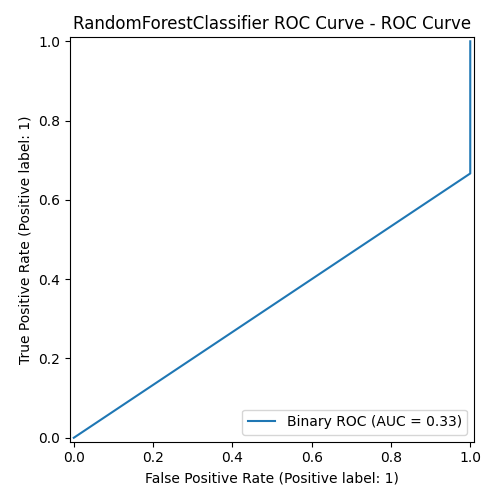 RandomForestClassifier ROC Curve - ROC Curve
1.0
0.8
0.6
0.4
0.2
0.0
True Positive Rate (Positive label: 1)
Binary ROC (AUC = 0.33)
0.0 0.2 0.4 0.6 0.8 1.0
False Positive Rate (Positive label: 1)